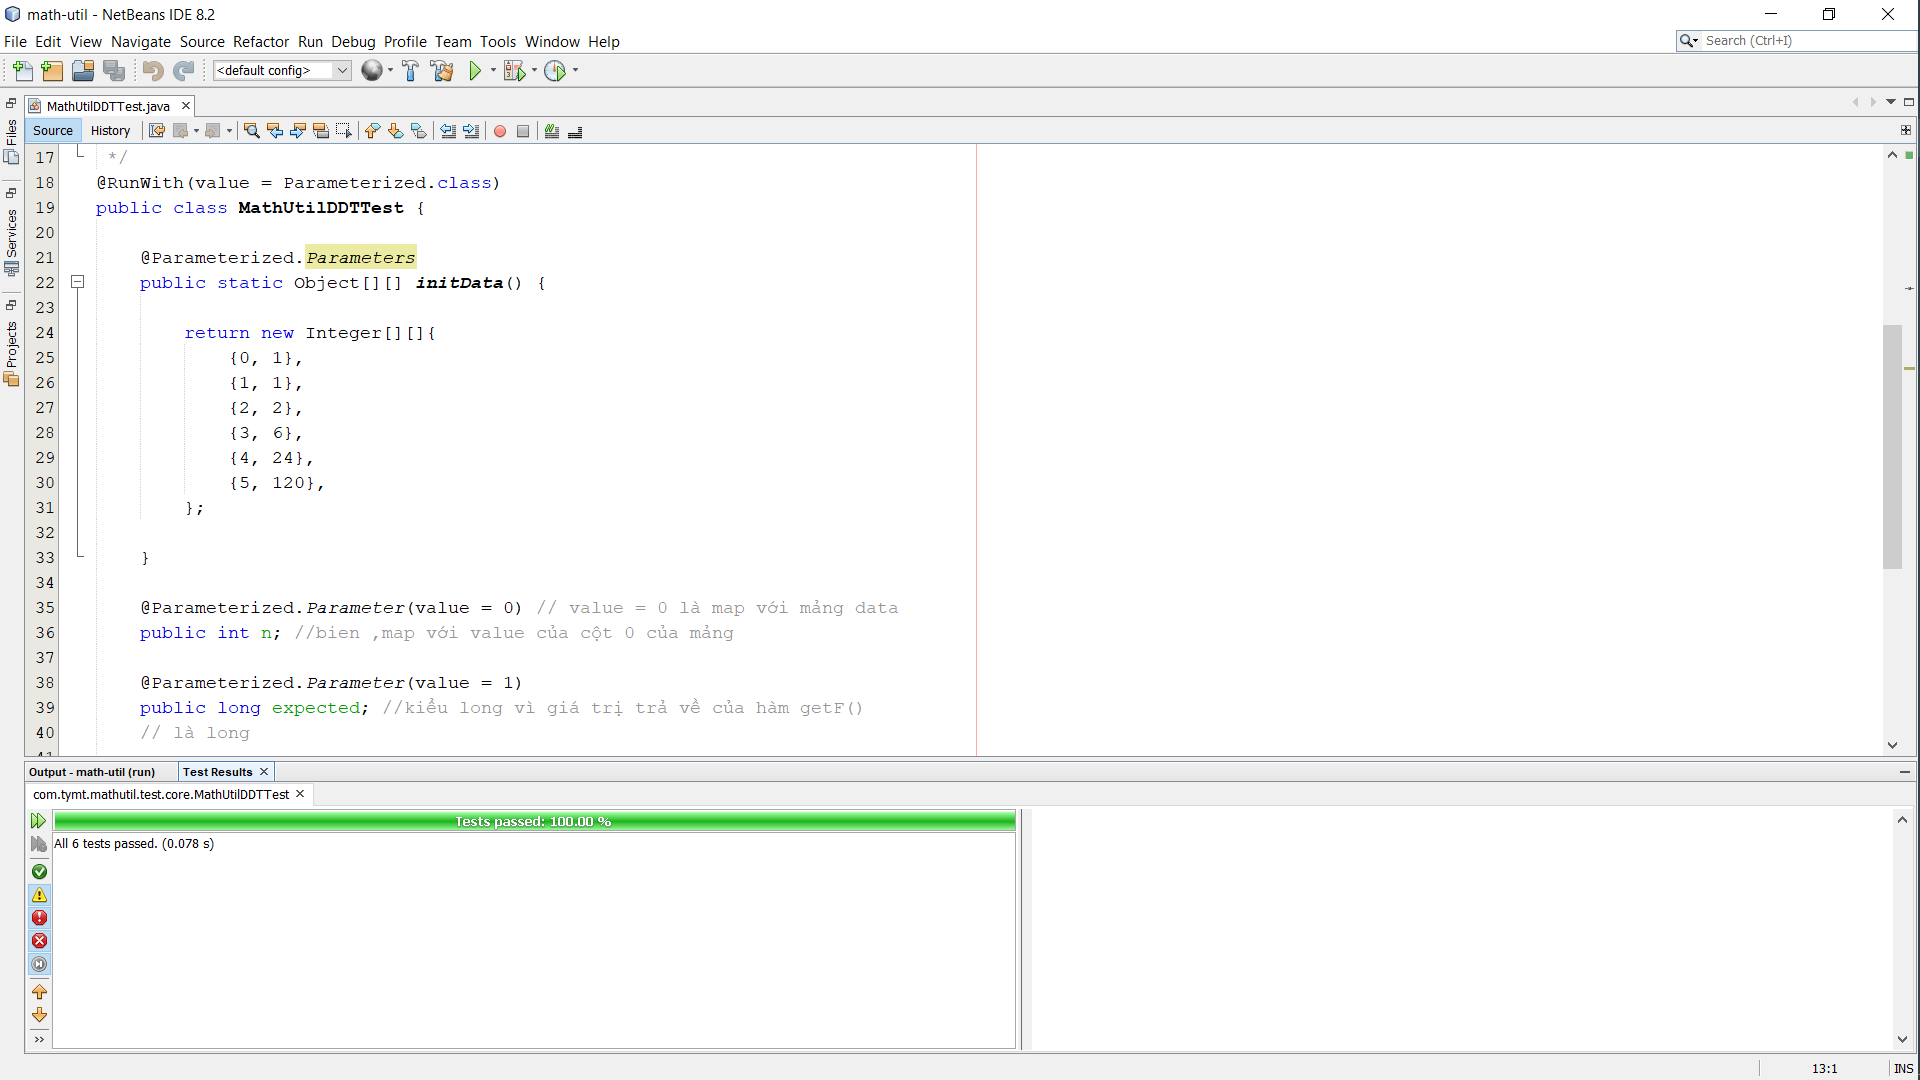 math-util - NetBeans IDE 8.2
File Edit View Navigate Source Refactor Run Debug Profile Team Tools Window Help
Search (Ctrl+I)
<default config>
MathUtilDDTTest.java
Source History
Files
Services
Projects
17 */
18 @RunWith(value = Parameterized.class)
19 public class MathUtilDDTTest {
20
21 @Parameterized.Parameters
22 public static Object[][] initData() {
23
24 return new Integer[][]{
25 {0, 1},
26 {1, 1},
27 {2, 2},
28 {3, 6},
29 {4, 24},
30 {5, 120},
31 };
32
33 }
34
35 @Parameterized.Parameter(value = 0) // value = 0 là map với mảng data
36 public int n; //bien ,map với value của cột 0 của mảng
37
38 @Parameterized.Parameter(value = 1)
39 public long expected; //kiểu long vì giá trị trả về của hàm getF()
40 // là long
41
Output - math-util (run) Test Results
com.tymt.mathutil.test.core.MathUtilDDTTest
Tests passed: 100.00 %
All 6 tests passed. (0.078 s)
13:1 INS